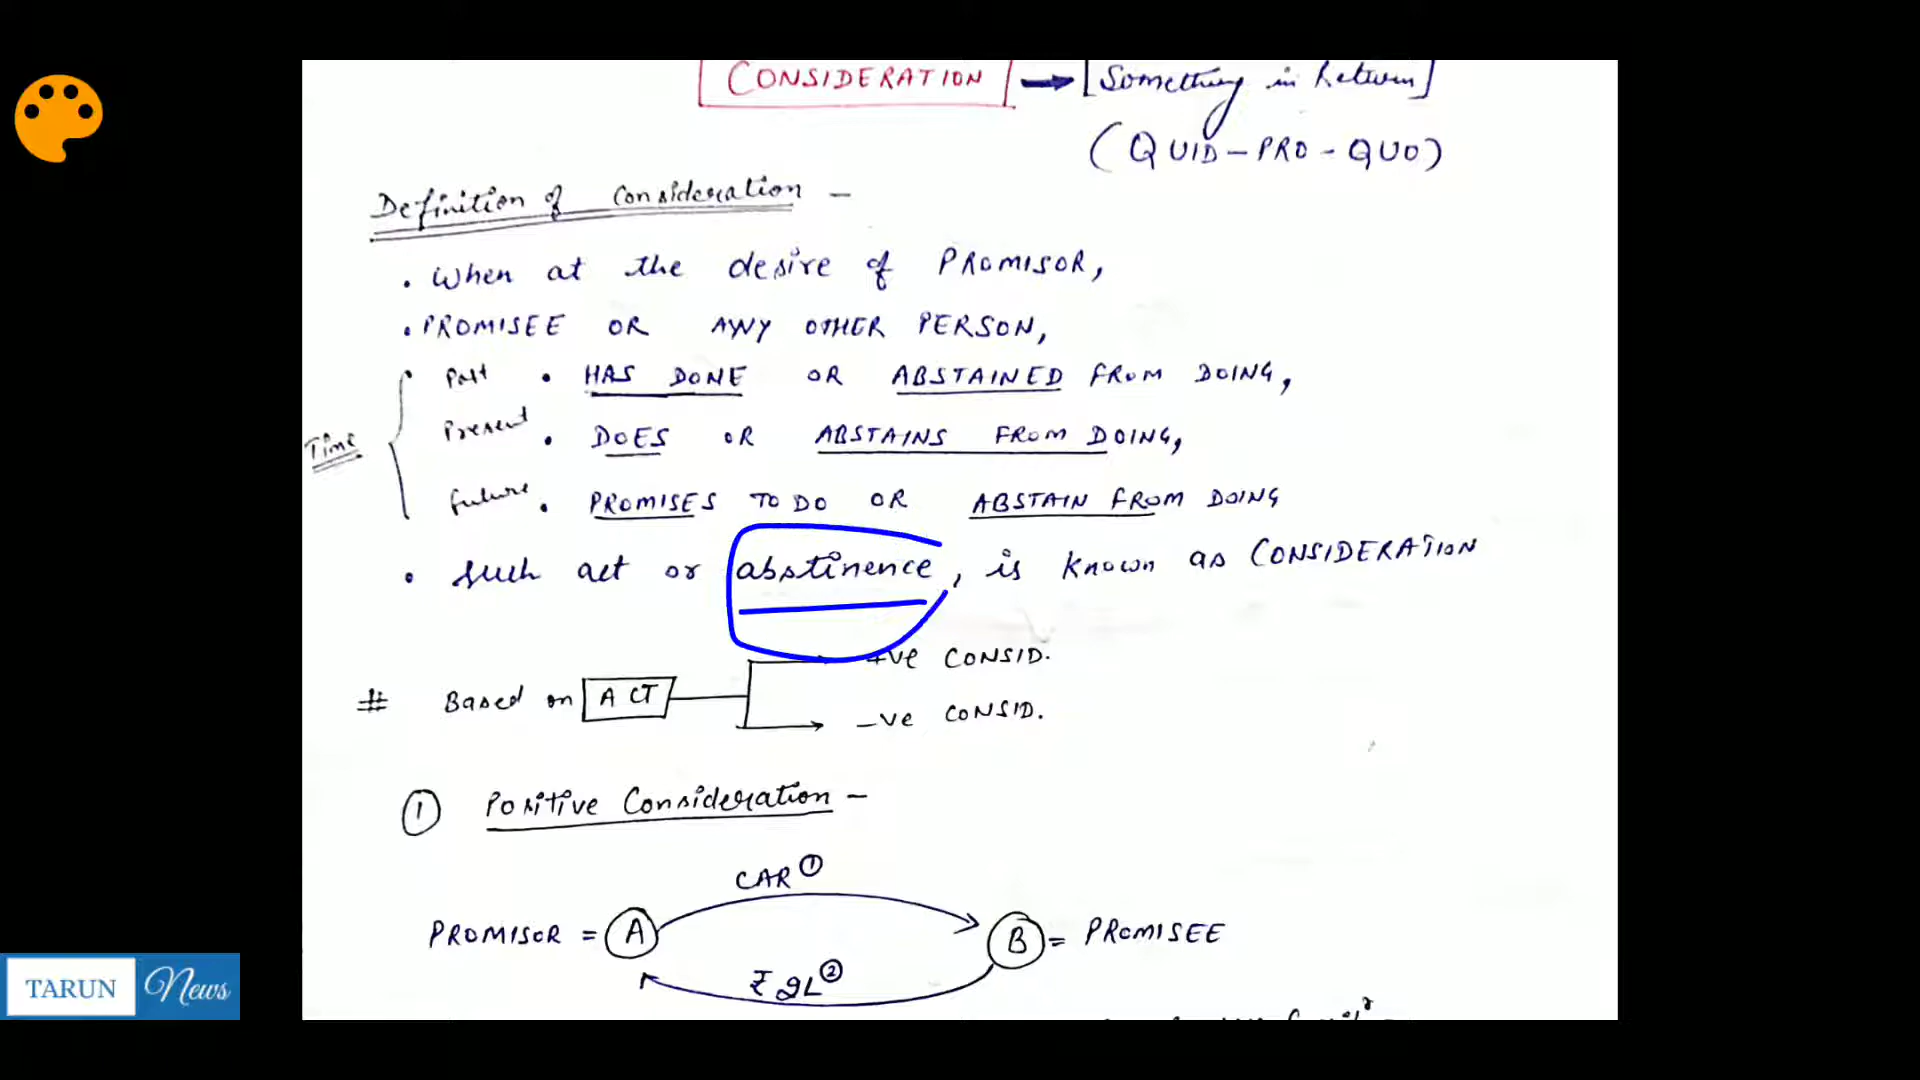 CONSIDERATION → [Something in return]
(QUID-PRO-QUO)
Definition of Consideration -
• When at the desire of PROMISOR,
• PROMISEE OR ANY OTHER PERSON,
Past • HAS DONE OR ABSTAINED FROM DOING,
Time
Present • DOES OR ABSTAINS FROM DOING,
future • PROMISES TO DO OR ABSTAIN FROM DOING
• such act or abstinence, is known as CONSIDERATION
+ve CONSID.
# Based on ACT
-ve CONSID.
① Positive Consideration -
CAR ①
PROMISOR = A B = PROMISEE
₹ 2L ②
TARUN News